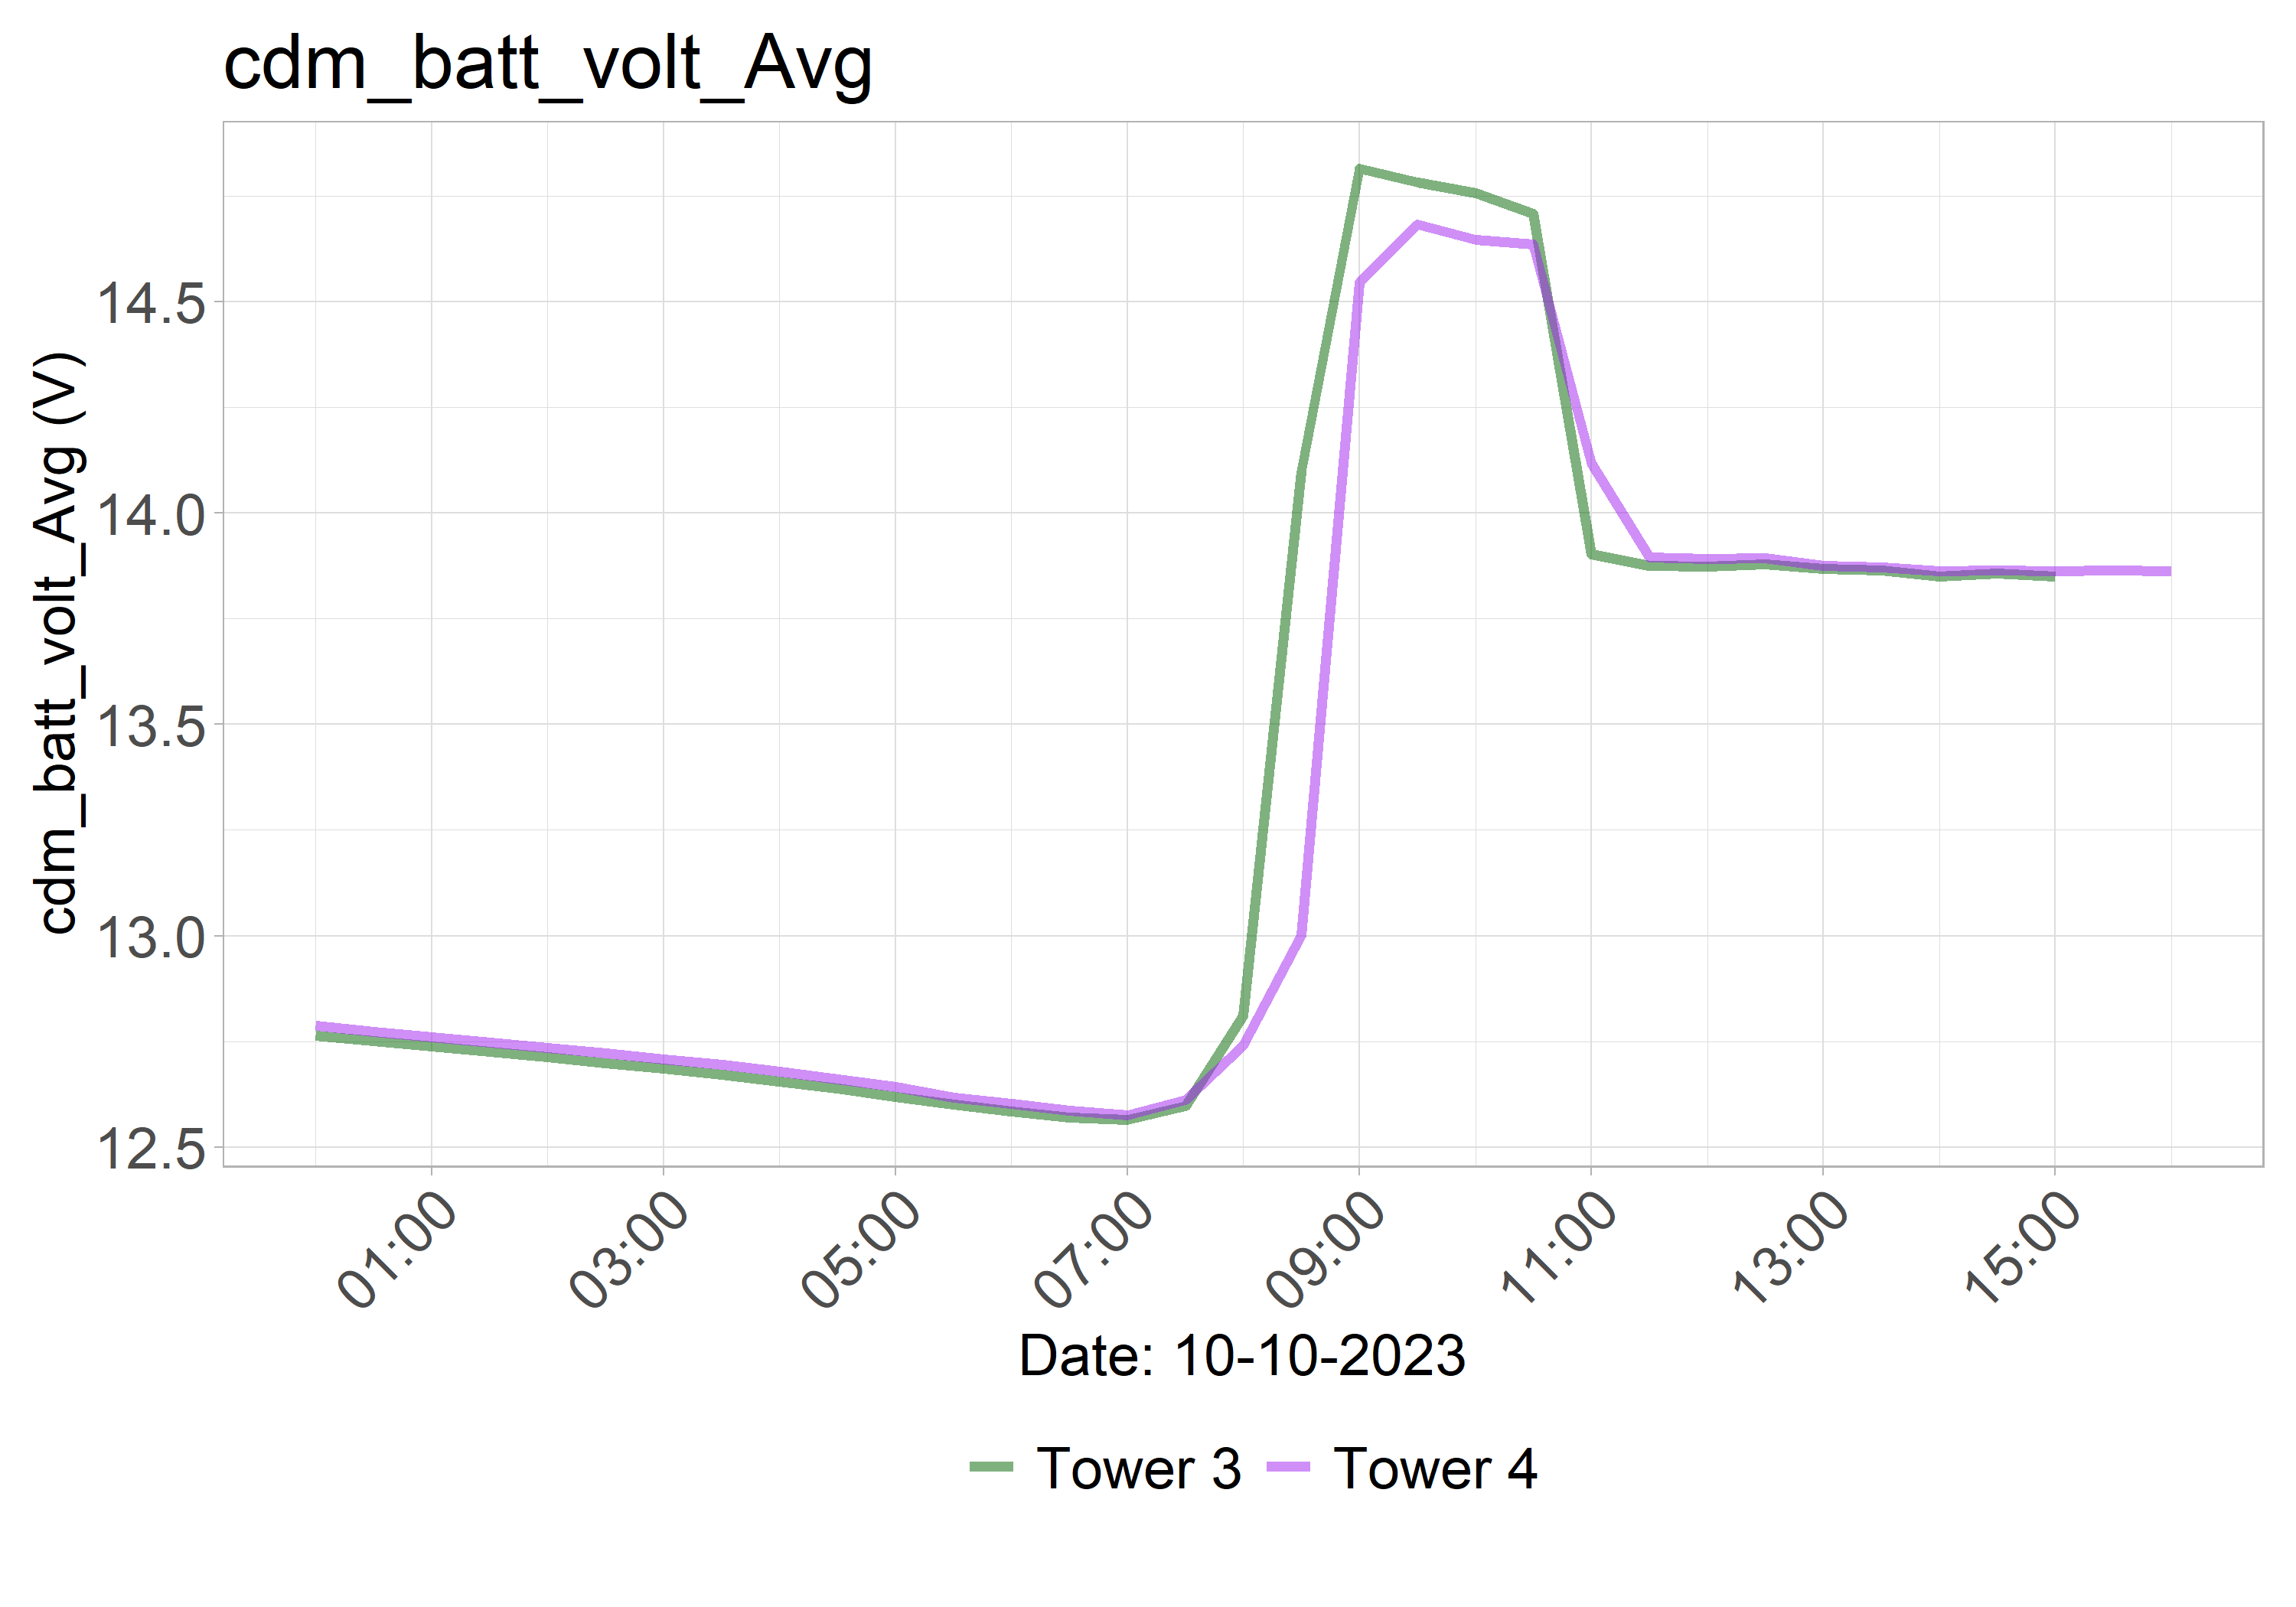 cdm_batt_volt_Avg
cdm_batt_volt_Avg (V)
14.5
14.0
13.5
13.0
12.5
01:00
03:00
05:00
07:00
09:00
11:00
13:00
15:00
Date: 10-10-2023
Tower 3
Tower 4